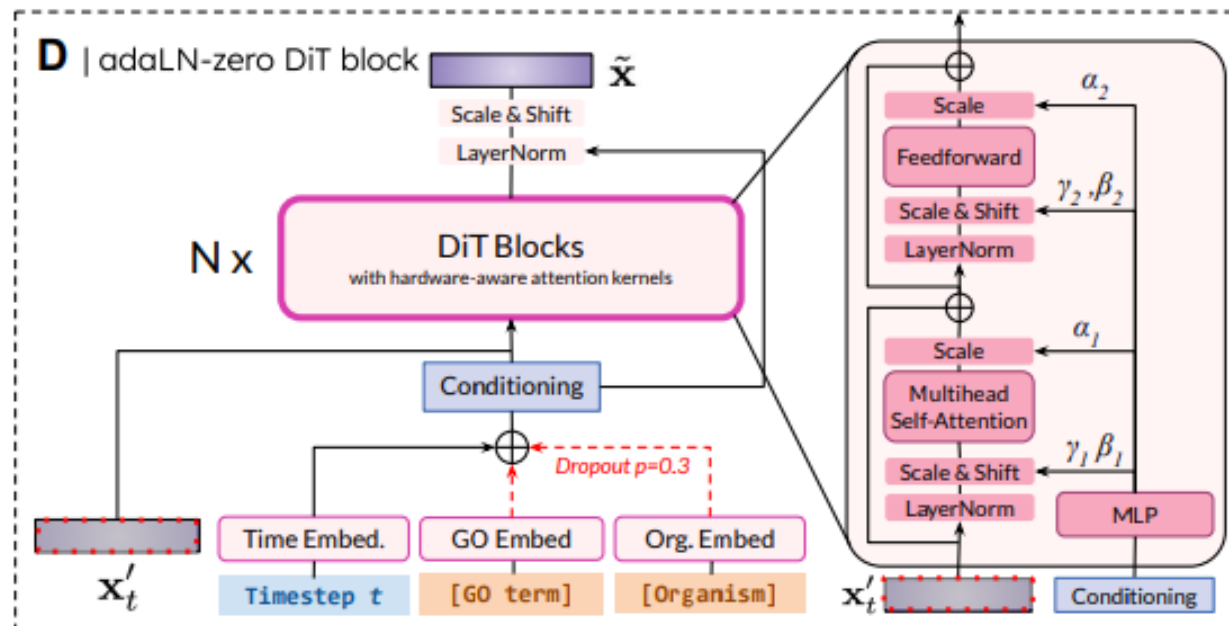 D | adaLN-zero DiT block
x̃
Scale & Shift
LayerNorm
N x
DiT Blocks
with hardware-aware attention kernels
Conditioning
Dropout p=0.3
Time Embed.
GO Embed
Org. Embed
x′ₜ
Timestep t
[GO term]
[Organism]
Scale
α₂
Feedforward
γ₂ ,β₂
Scale & Shift
LayerNorm
Scale
α₁
Multihead
Self-Attention
γ₁ β₁
Scale & Shift
LayerNorm
MLP
x′ₜ
Conditioning